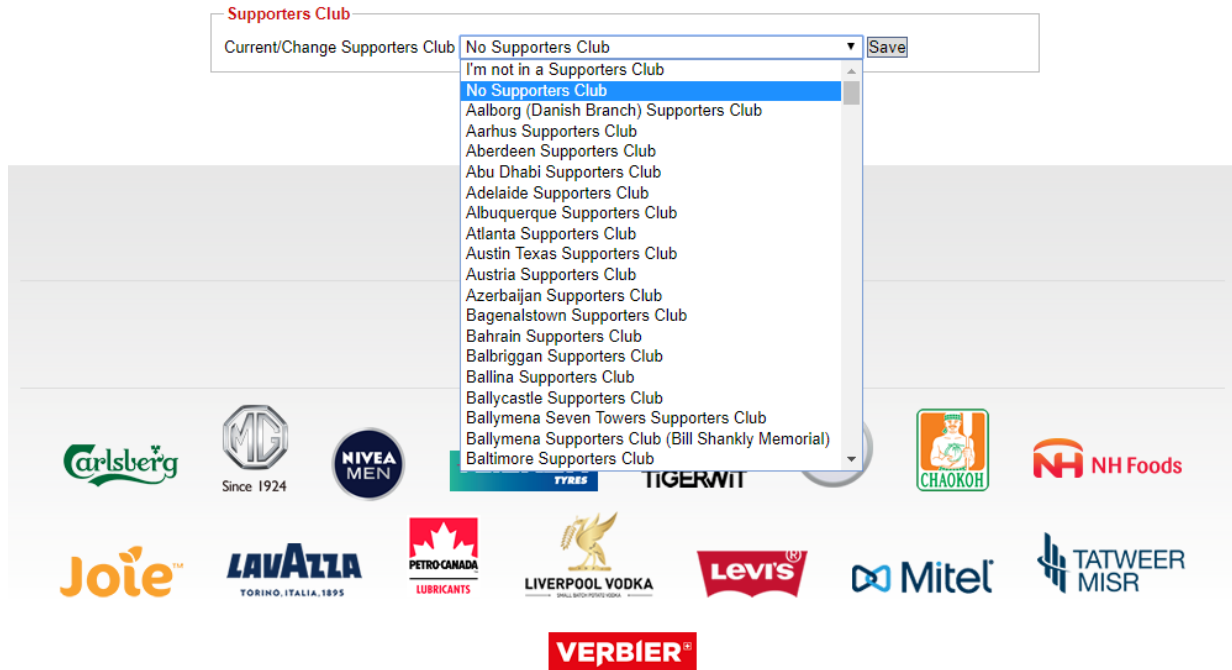 Supporters Club
Current/Change Supporters Club No Supporters Club Save
I'm not in a Supporters Club
No Supporters Club
Aalborg (Danish Branch) Supporters Club
Aarhus Supporters Club
Aberdeen Supporters Club
Abu Dhabi Supporters Club
Adelaide Supporters Club
Albuquerque Supporters Club
Atlanta Supporters Club
Austin Texas Supporters Club
Austria Supporters Club
Azerbaijan Supporters Club
Bagenalstown Supporters Club
Bahrain Supporters Club
Balbriggan Supporters Club
Ballina Supporters Club
Ballycastle Supporters Club
Ballymena Seven Towers Supporters Club
Ballymena Supporters Club (Bill Shankly Memorial)
Baltimore Supporters Club
Carlsberg
MG
Since 1924
NIVEA
MEN
TYRES
TIGERWIT
CHAOKOH
NH Foods
Joie™
LAVAZZA
TORINO, ITALIA, 1895
PETRO-CANADA
LUBRICANTS
LIVERPOOL VODKA
SMALL BATCH POTATO VODKA
LEVI'S®
Mitel
TATWEER
MISR
VERBIER